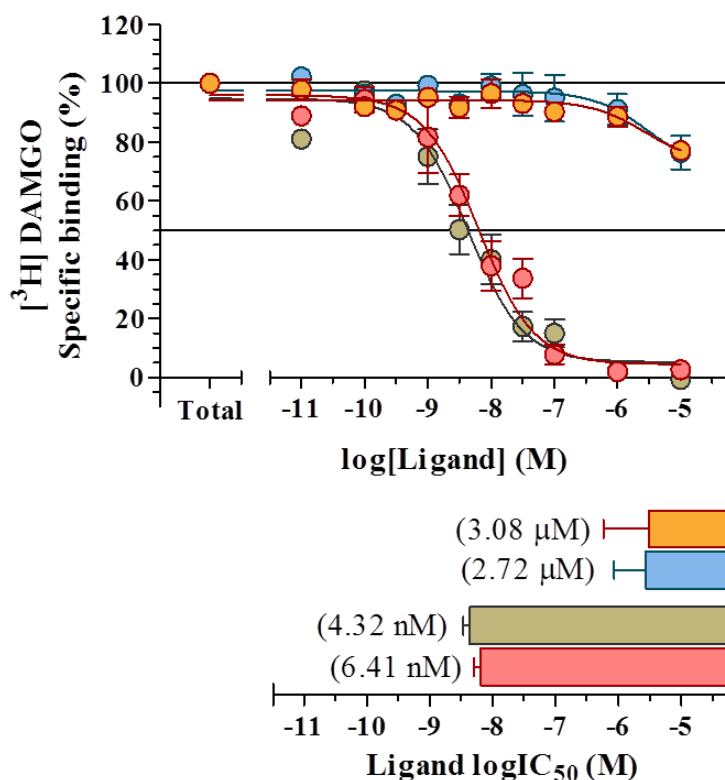 120
100
80
60
40
20
0
[³H] DAMGO
Specific binding (%)
Total -11 -10 -9 -8 -7 -6 -5
log[Ligand] (M)
(3.08 µM)
(2.72 µM)
(4.32 nM)
(6.41 nM)
-11 -10 -9 -8 -7 -6 -5
Ligand logIC₅₀ (M)